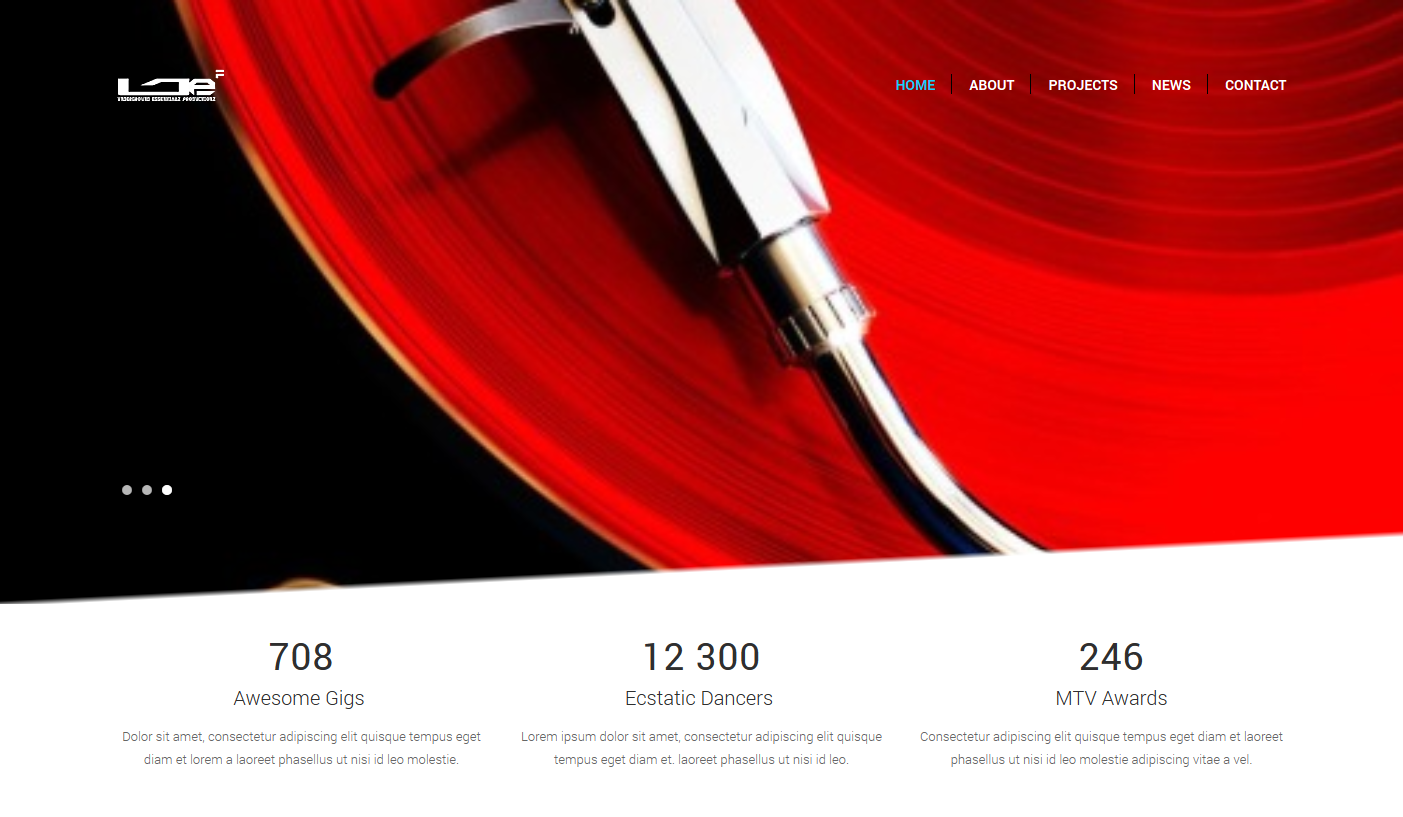 HOME
ABOUT
PROJECTS
NEWS
CONTACT
708
12 300
246
Awesome Gigs
Ecstatic Dancers
MTV Awards
Dolor sit amet, consectetur adipiscing elit quisque tempus eget
diam et lorem a laoreet phasellus ut nisi id leo molestie.
Lorem ipsum dolor sit amet, consectetur adipiscing elit quisque
tempus eget diam et. laoreet phasellus ut nisi id leo.
Consectetur adipiscing elit quisque tempus eget diam et laoreet
phasellus ut nisi id leo molestie adipiscing vitae a vel.